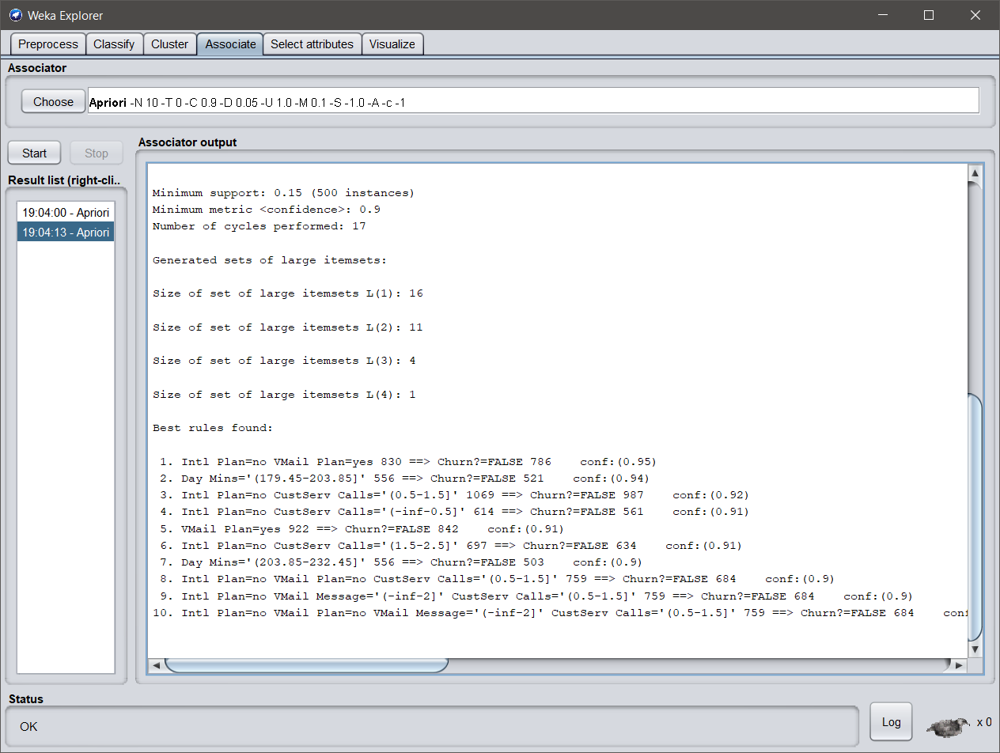 Weka Explorer
Preprocess Classify Cluster Associate Select attributes Visualize
Associator
Choose Apriori -N 10 -T 0 -C 0.9 -D 0.05 -U 1.0 -M 0.1 -S -1.0 -A -c -1
Start Stop
Result list (right-cli..
19:04:00 - Apriori
19:04:13 - Apriori
Associator output
Minimum support: 0.15 (500 instances)
Minimum metric <confidence>: 0.9
Number of cycles performed: 17
Generated sets of large itemsets:
Size of set of large itemsets L(1): 16
Size of set of large itemsets L(2): 11
Size of set of large itemsets L(3): 4
Size of set of large itemsets L(4): 1
Best rules found:
1. Intl Plan=no VMail Plan=yes 830 ==> Churn?=FALSE 786 conf:(0.95)
2. Day Mins='(179.45-203.85]' 556 ==> Churn?=FALSE 521 conf:(0.94)
3. Intl Plan=no CustServ Calls='(0.5-1.5]' 1069 ==> Churn?=FALSE 987 conf:(0.92)
4. Intl Plan=no CustServ Calls='(-inf-0.5]' 614 ==> Churn?=FALSE 561 conf:(0.91)
5. VMail Plan=yes 922 ==> Churn?=FALSE 842 conf:(0.91)
6. Intl Plan=no CustServ Calls='(1.5-2.5]' 697 ==> Churn?=FALSE 634 conf:(0.91)
7. Day Mins='(203.85-232.45]' 556 ==> Churn?=FALSE 503 conf:(0.9)
8. Intl Plan=no VMail Plan=no CustServ Calls='(0.5-1.5]' 759 ==> Churn?=FALSE 684 conf:(0.9)
9. Intl Plan=no VMail Message='(-inf-2]' CustServ Calls='(0.5-1.5]' 759 ==> Churn?=FALSE 684 conf:(0.9)
10. Intl Plan=no VMail Plan=no VMail Message='(-inf-2]' CustServ Calls='(0.5-1.5]' 759 ==> Churn?=FALSE 684 conf
Status
OK
Log
x 0